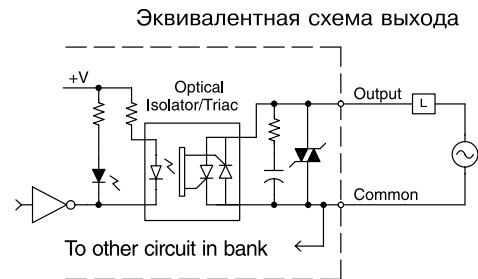 Эквивалентная схема выхода
+V
Optical
Isolator/Triac
Output
L
Common
To other circuit in bank